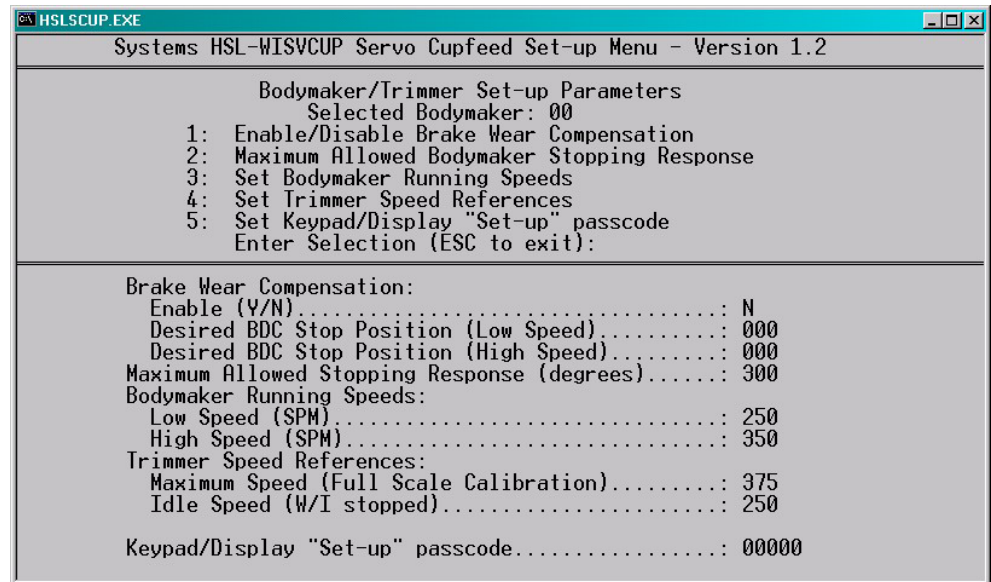 HSLSCUP.EXE
Systems HSL-WISVCUP Servo Cupfeed Set-up Menu - Version 1.2
Bodymaker/Trimmer Set-up Parameters
Selected Bodymaker: 00
1: Enable/Disable Brake Wear Compensation
2: Maximum Allowed Bodymaker Stopping Response
3: Set Bodymaker Running Speeds
4: Set Trimmer Speed References
5: Set Keypad/Display "Set-up" passcode
Enter Selection (ESC to exit):
Brake Wear Compensation:
Enable (Y/N)....................................: N
Desired BDC Stop Position (Low Speed)...........: 000
Desired BDC Stop Position (High Speed)..........: 000
Maximum Allowed Stopping Response (degrees)......: 300
Bodymaker Running Speeds:
Low Speed (SPM).................................: 250
High Speed (SPM)................................: 350
Trimmer Speed References:
Maximum Speed (Full Scale Calibration).........: 375
Idle Speed (W/I stopped)........................: 250
Keypad/Display "Set-up" passcode.................: 00000